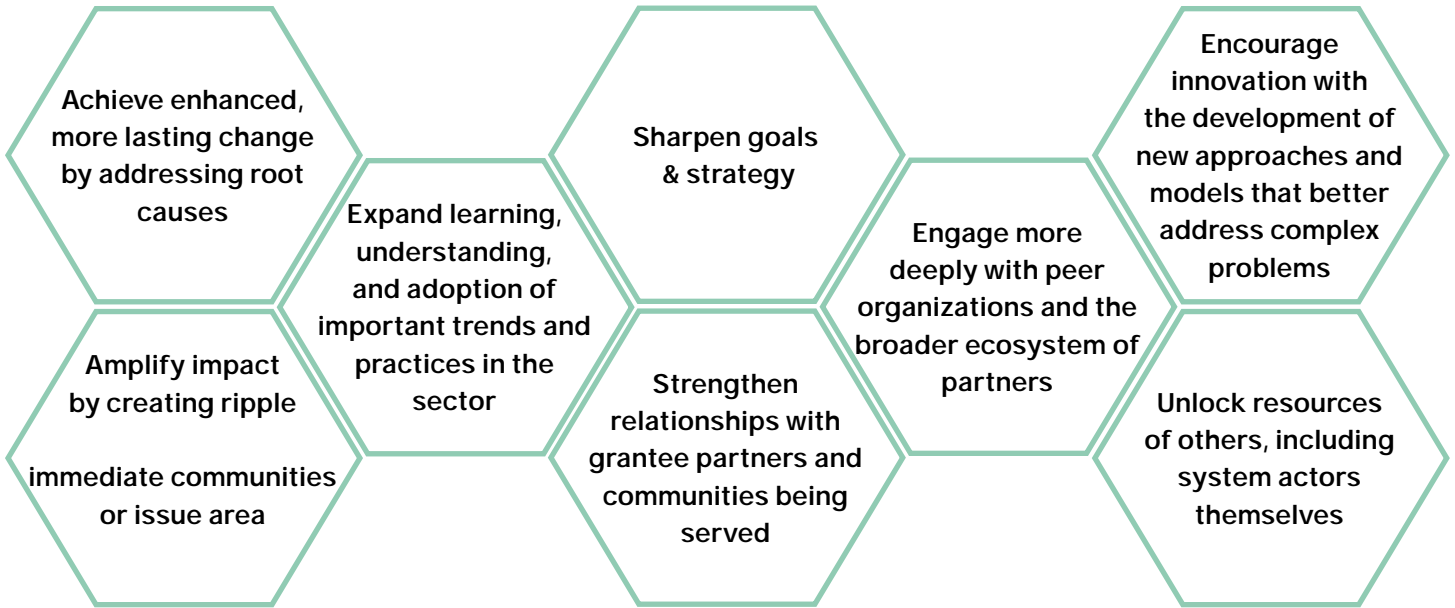 Achieve enhanced,
more lasting change
by addressing root
causes
Amplify impact
by creating ripple
immediate communities
or issue area
Expand learning,
understanding,
and adoption of
important trends and
practices in the
sector
Sharpen goals
& strategy
Strengthen
relationships with
grantee partners and
communities being
served
Engage more
deeply with peer
organizations and the
broader ecosystem of
partners
Encourage
innovation with
the development of
new approaches and
models that better
address complex
problems
Unlock resources
of others, including
system actors
themselves